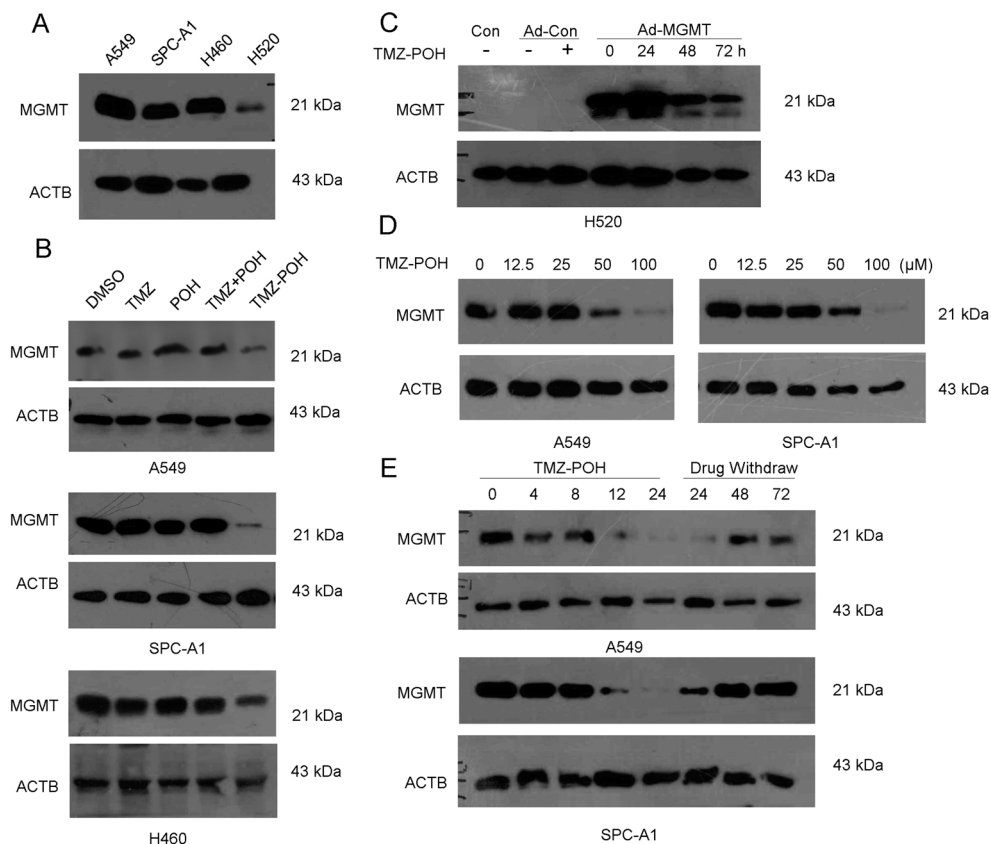 A
A549 SPC-A1 H460 H520
MGMT 21 kDa
ACTB 43 kDa
B
DMSO TMZ POH TMZ+POH TMZ-POH
MGMT 21 kDa
ACTB 43 kDa
A549
MGMT 21 kDa
ACTB 43 kDa
SPC-A1
MGMT 21 kDa
ACTB 43 kDa
H460
C
Con Ad-Con Ad-MGMT
TMZ-POH - - + 0 24 48 72 h
MGMT 21 kDa
ACTB 43 kDa
H520
D
TMZ-POH 0 12.5 25 50 100 0 12.5 25 50 100 (μM)
MGMT 21 kDa
ACTB 43 kDa
A549 SPC-A1
E
TMZ-POH Drug Withdraw
0 4 8 12 24 24 48 72
MGMT 21 kDa
ACTB 43 kDa
A549
MGMT 21 kDa
ACTB 43 kDa
SPC-A1